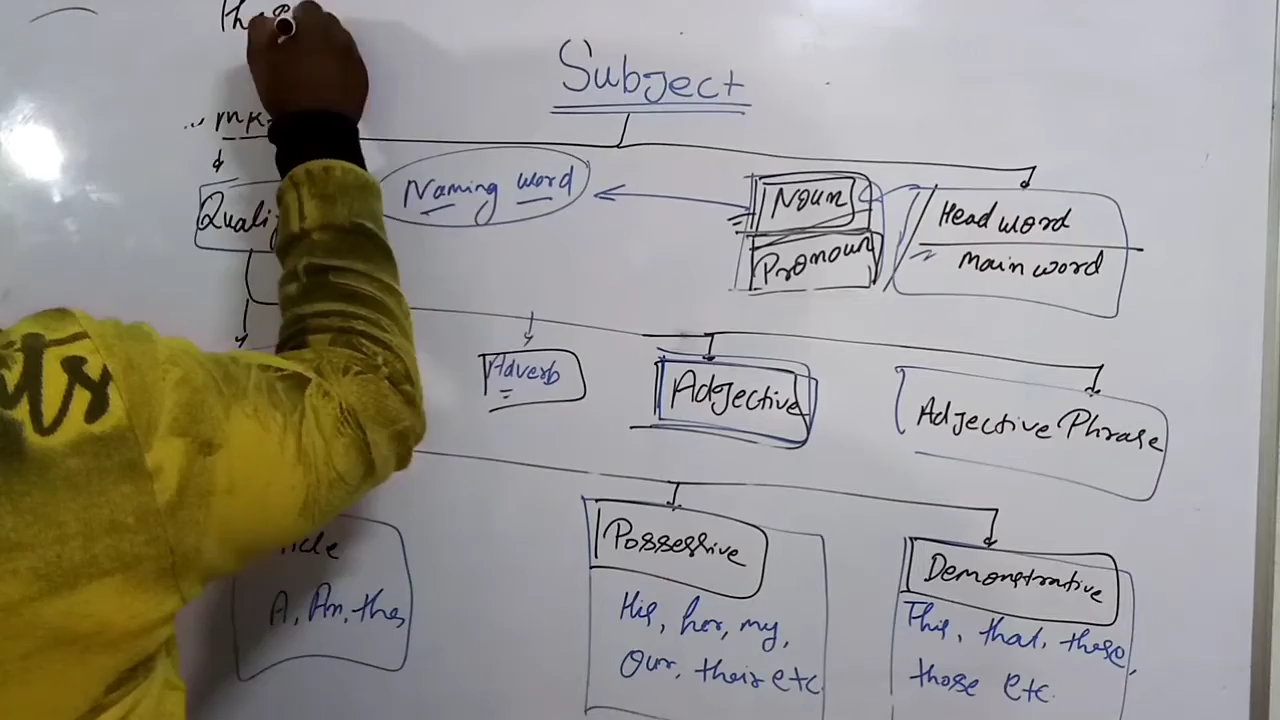 Subject
Naming word
Noun
Pronoun
Head word
Main word
Adverb
Adjective
Adjective Phrase
A, An, the,
Possessive
His, her, my,
Our, their etc
Demonstrative
This, that, these,
those etc.